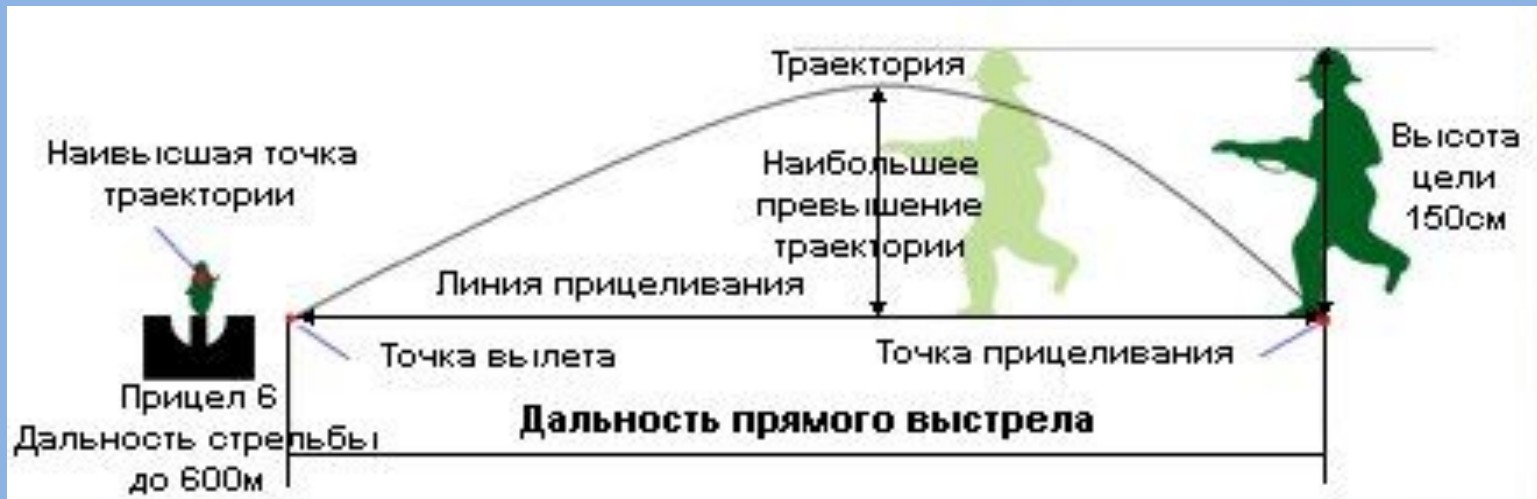 Траектория
Наивысшая точка
траектории
Наибольшее
превышение
траектории
Высота
цели
150см
Линия прицеливания
Точка вылета
Точка прицеливания
Прицел 6
Дальность стрельбы
до 600м
Дальность прямого выстрела